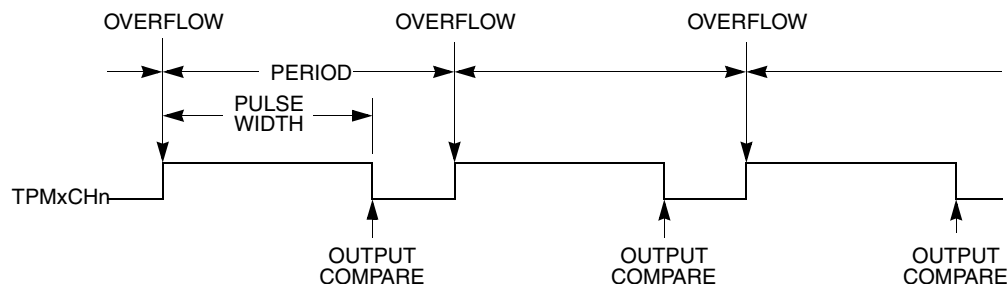 OVERFLOW
OVERFLOW
OVERFLOW
PERIOD
PULSE
WIDTH
TPMxCHn
OUTPUT
COMPARE
OUTPUT
COMPARE
OUTPUT
COMPARE